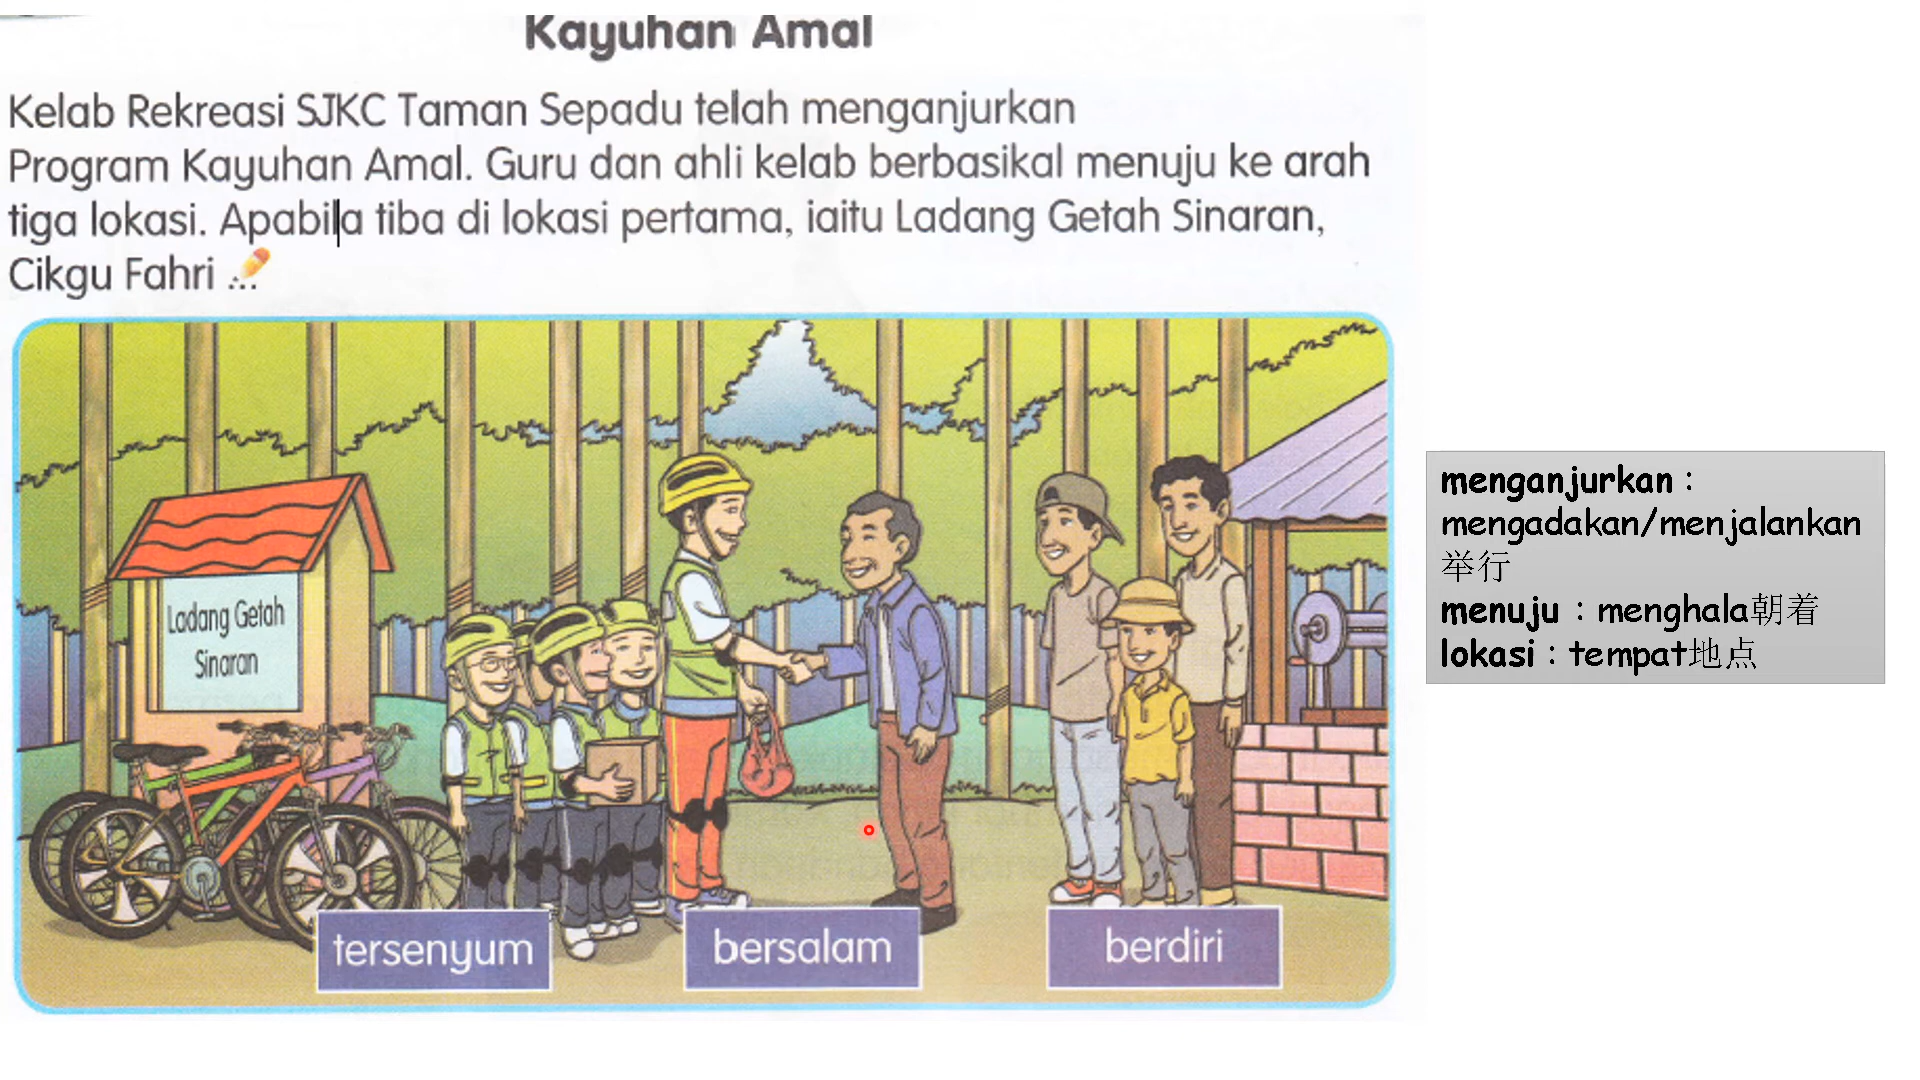 Kayuhan Amal
Kelab Rekreasi SJKC Taman Sepadu telah menganjurkan
Program Kayuhan Amal. Guru dan ahli kelab berbasikal menuju ke arah
tiga lokasi. Apabila tiba di lokasi pertama, iaitu Ladang Getah Sinaran,
Cikgu Fahri ...
Ladang Getah
Sinaran
tersenyum
bersalam
berdiri
menganjurkan :
mengadakan/menjalankan
举行
menuju : menghala朝着
lokasi : tempat地点